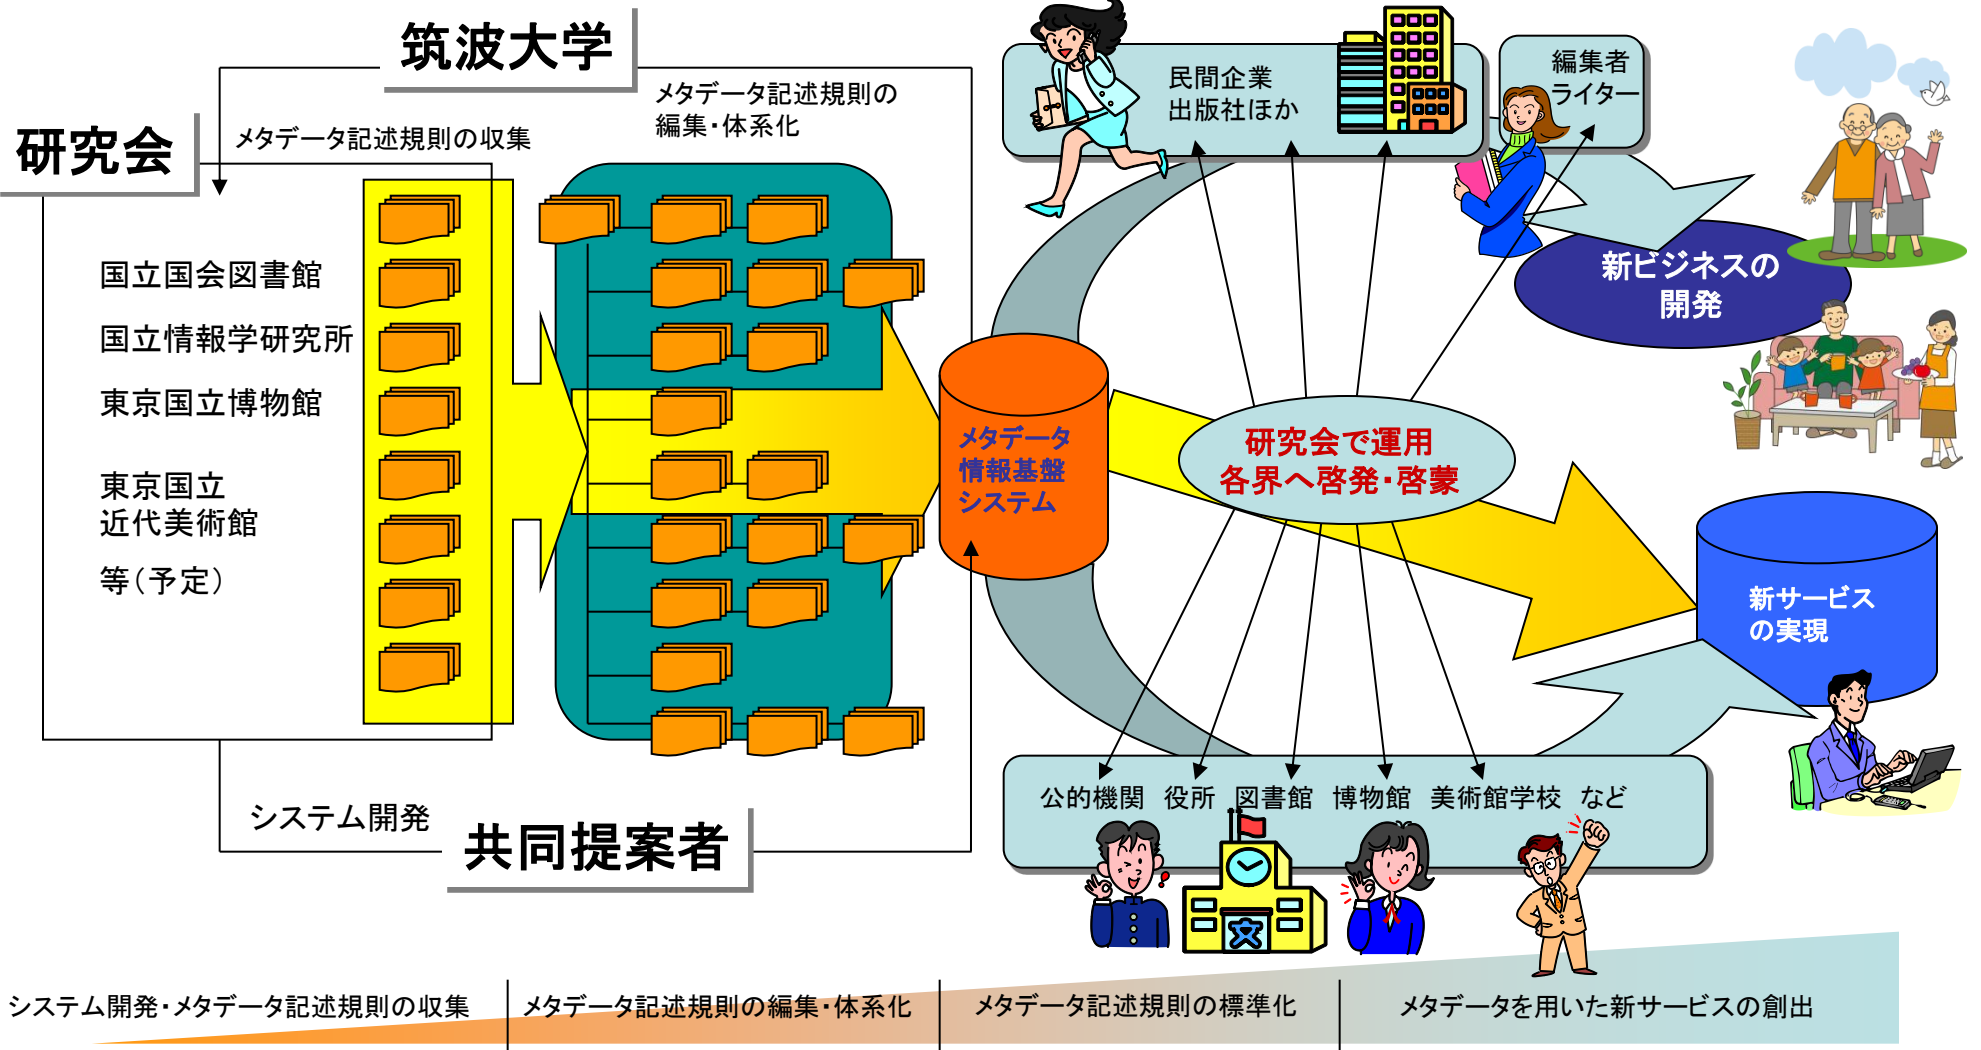 筑波大学
研究会
メタデータ記述規則の収集
メタデータ記述規則の
編集・体系化
国立国会図書館
国立情報学研究所
東京国立博物館
東京国立
近代美術館
等（予定）
システム開発
共同提案者
メタデータ
情報基盤
システム
民間企業
出版社ほか
編集者
ライター
新ビジネスの
開発
研究会で運用
各界へ啓発・啓蒙
新サービス
の実現
公的機関 役所 図書館 博物館 美術館学校 など
文
システム開発・メタデータ記述規則の収集
メタデータ記述規則の編集・体系化
メタデータ記述規則の標準化
メタデータを用いた新サービスの創出